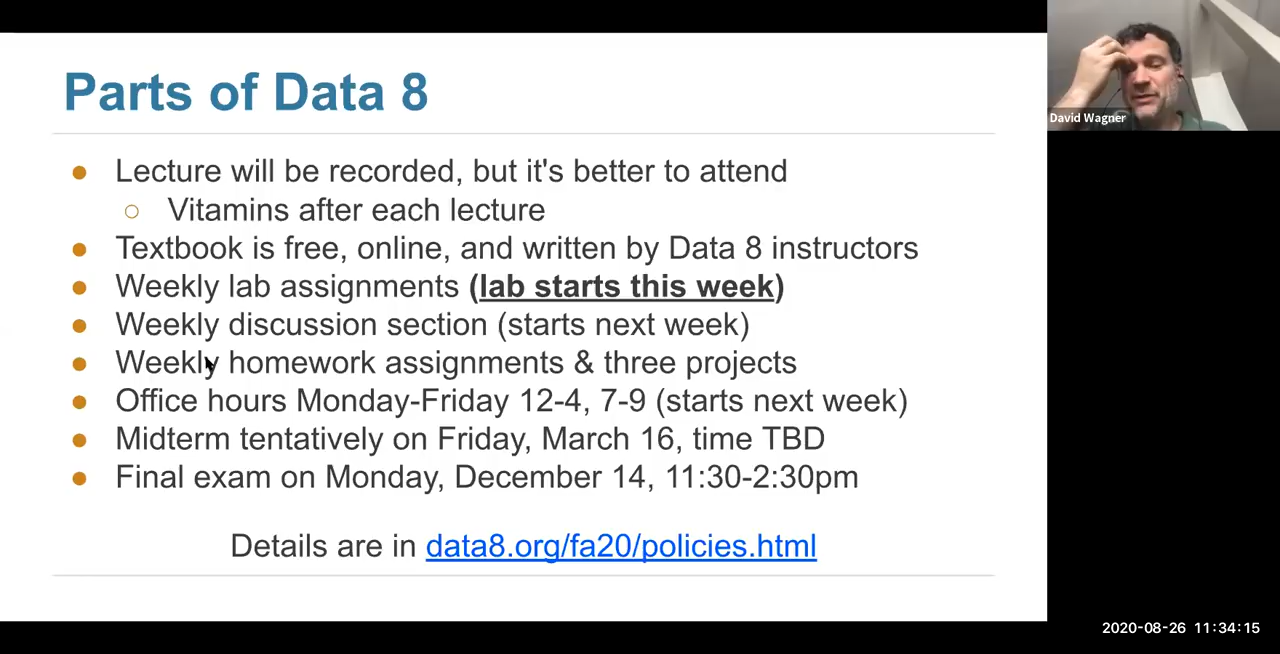 Parts of Data 8
David Wagner
● Lecture will be recorded, but it's better to attend
○ Vitamins after each lecture
● Textbook is free, online, and written by Data 8 instructors
● Weekly lab assignments (lab starts this week)
● Weekly discussion section (starts next week)
● Weekly homework assignments & three projects
● Office hours Monday-Friday 12-4, 7-9 (starts next week)
● Midterm tentatively on Friday, March 16, time TBD
● Final exam on Monday, December 14, 11:30-2:30pm
Details are in data8.org/fa20/policies.html
2020-08-26 11:34:15